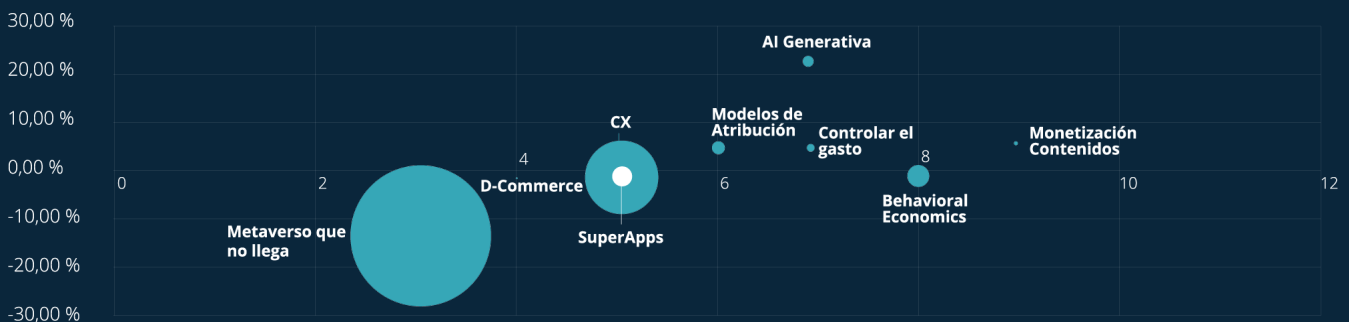 30,00 %
20,00 %
10,00 %
0,00 %
-10,00 %
-20,00 %
-30,00 %
0
2
4
6
8
10
12
AI Generativa
CX
Modelos de
Atribución
Controlar el
gasto
Monetización
Contenidos
D-Commerce
Behavioral
Economics
Metaverso que
no llega
SuperApps